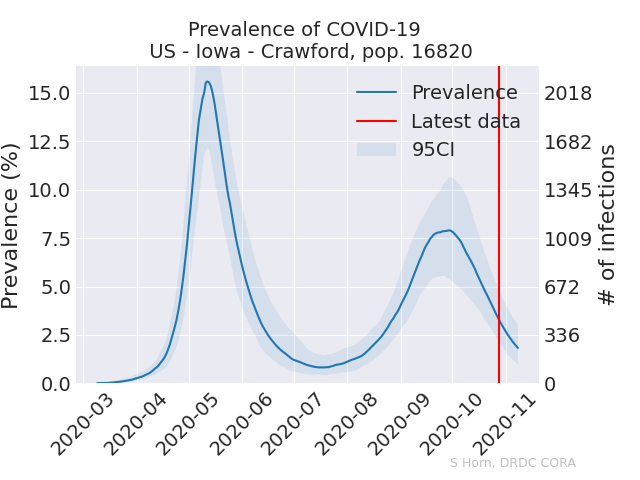 Prevalence of COVID-19
US - Iowa - Crawford, pop. 16820
Prevalence (%)
15.0
12.5
10.0
7.5
5.0
2.5
0.0
Prevalence
Latest data
95CI
2018
1682
1345
1009
672
336
0
# of infections
2020-03
2020-04
2020-05
2020-06
2020-07
2020-08
2020-09
2020-10
2020-11
S Horn, DRDC CORA